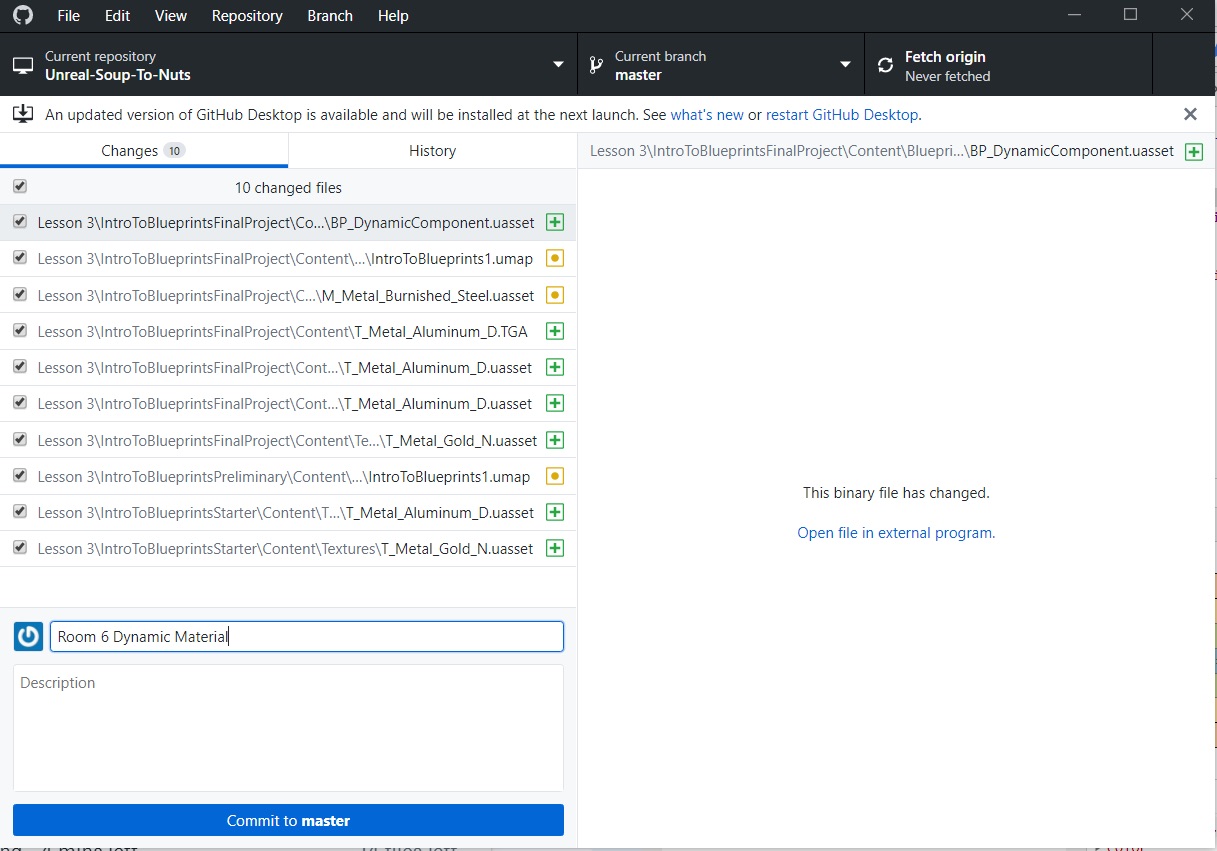 File Edit View Repository Branch Help
Current repository
Unreal-Soup-To-Nuts
Current branch
master
Fetch origin
Never fetched
An updated version of GitHub Desktop is available and will be installed at the next launch. See what's new or restart GitHub Desktop.
Changes 10
History
Lesson 3\IntroToBlueprintsFinalProject\Content\Bluepri...\BP_DynamicComponent.uasset
10 changed files
Lesson 3\IntroToBlueprintsFinalProject\Co...\BP_DynamicComponent.uasset
Lesson 3\IntroToBlueprintsFinalProject\Content\...\IntroToBlueprints1.umap
Lesson 3\IntroToBlueprintsFinalProject\C...\M_Metal_Burnished_Steel.uasset
Lesson 3\IntroToBlueprintsFinalProject\Content\T_Metal_Aluminum_D.TGA
Lesson 3\IntroToBlueprintsFinalProject\Cont...\T_Metal_Aluminum_D.uasset
Lesson 3\IntroToBlueprintsFinalProject\Cont...\T_Metal_Aluminum_D.uasset
Lesson 3\IntroToBlueprintsFinalProject\Content\Te...\T_Metal_Gold_N.uasset
Lesson 3\IntroToBlueprintsPreliminary\Content\...\IntroToBlueprints1.umap
Lesson 3\IntroToBlueprintsStarter\Content\T...\T_Metal_Aluminum_D.uasset
Lesson 3\IntroToBlueprintsStarter\Content\Textures\T_Metal_Gold_N.uasset
This binary file has changed.
Open file in external program.
Room 6 Dynamic Material
Description
Commit to master